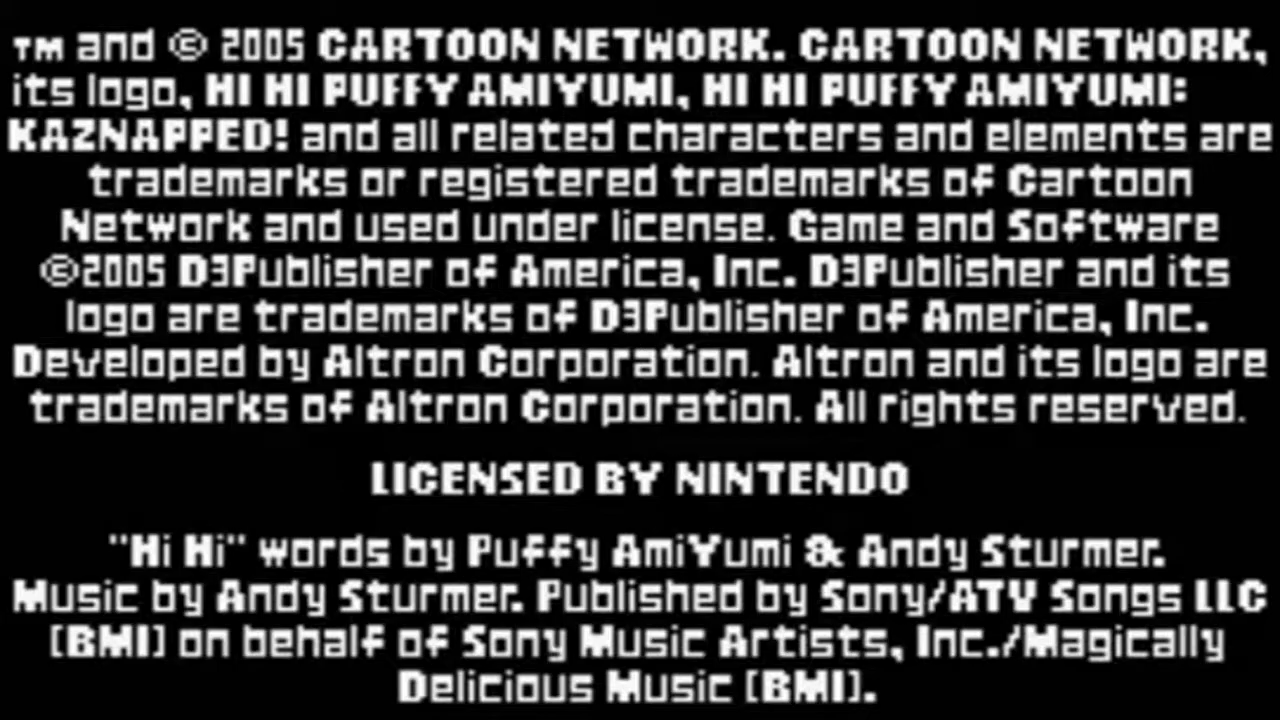 ™ and © 2005 CARTOON NETWORK. CARTOON NETWORK,
its logo, HI HI PUFFY AMIYUMI, HI HI PUFFY AMIYUMI:
KAZNAPPED! and all related characters and elements are
trademarks or registered trademarks of Cartoon
Network and used under license. Game and Software
©2005 D3Publisher of America, Inc. D3Publisher and its
logo are trademarks of D3Publisher of America, Inc.
Developed by Altron Corporation. Altron and its logo are
trademarks of Altron Corporation. All rights reserved.
LICENSED BY NINTENDO
"Hi Hi" words by Puffy AmiYumi & Andy Sturmer.
Music by Andy Sturmer. Published by Sony/ATV Songs LLC
[BMI] on behalf of Sony Music Artists, Inc./Magically
Delicious Music [BMI].